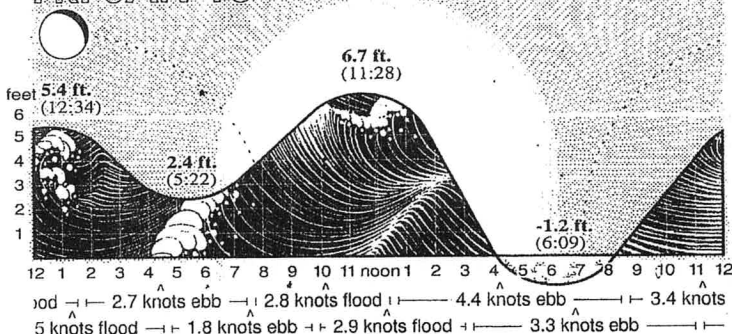 6.7 ft.
(11:28)
feet 5.4 ft.
(12:34)
6
5
4
3
2
1
2.4 ft.
(5:22)
-1.2 ft.
(6:09)
12 1 2 3 4 5 6 7 8 9 10 11 noon 1 2 3 4 5 6 7 8 9 10 11 12
2.7 knots ebb 2.8 knots flood 4.4 knots ebb 3.4 knots
5 knots flood 1.8 knots ebb 2.9 knots flood 3.3 knots ebb